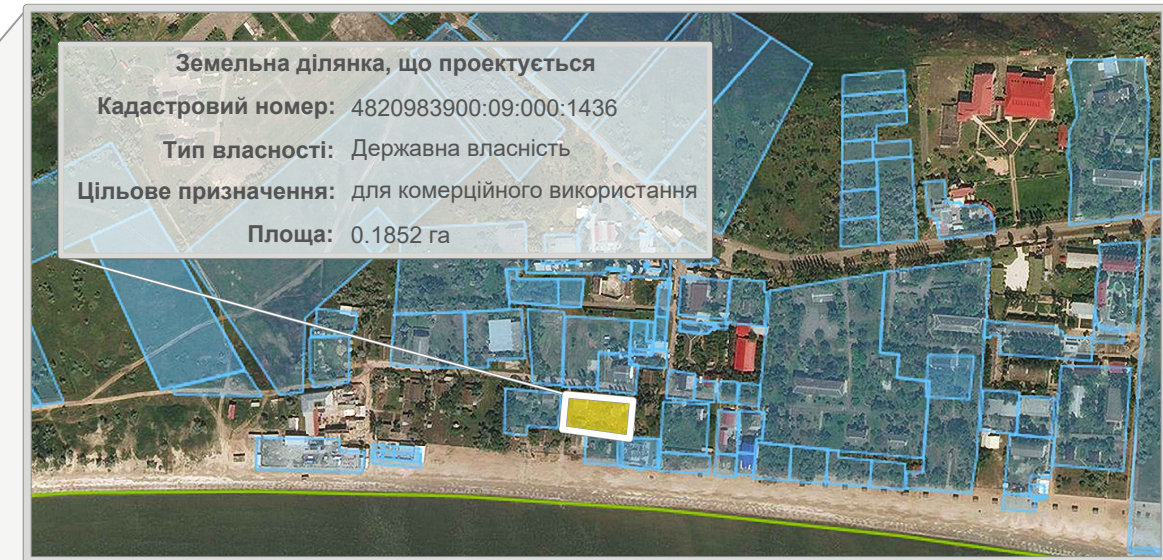 Земельна ділянка, що проектується
Кадастровий номер: 4820983900:09:000:1436
Тип власності: Державна власність
Цільове призначення: для комерційного використання
Площа: 0.1852 га